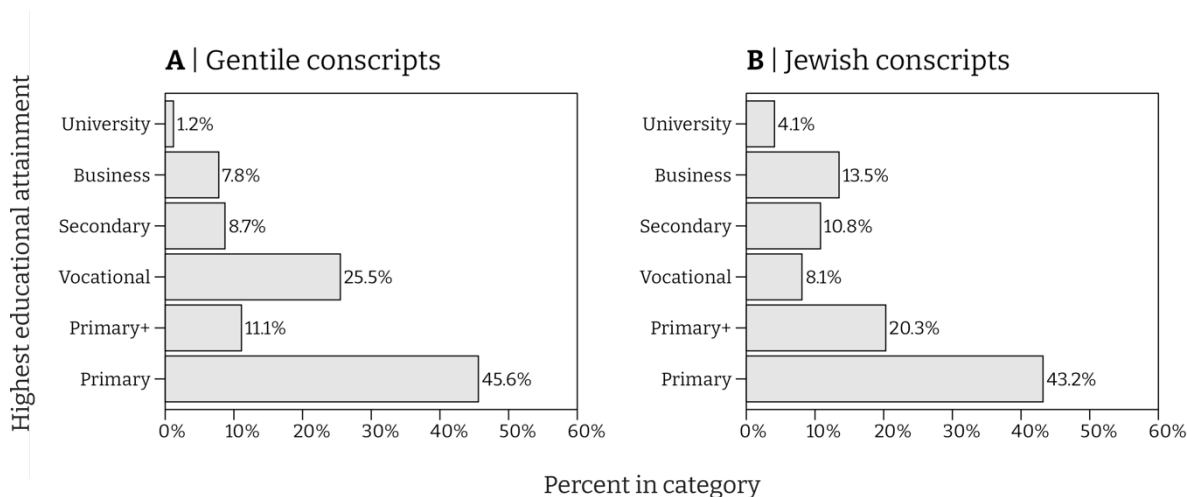 Highest educational attainment
A | Gentile conscripts
University
1.2%
Business
7.8%
Secondary
8.7%
Vocational
25.5%
Primary+
11.1%
Primary
45.6%
0% 10% 20% 30% 40% 50% 60%
B | Jewish conscripts
University
4.1%
Business
13.5%
Secondary
10.8%
Vocational
8.1%
Primary+
20.3%
Primary
43.2%
0% 10% 20% 30% 40% 50% 60%
Percent in category